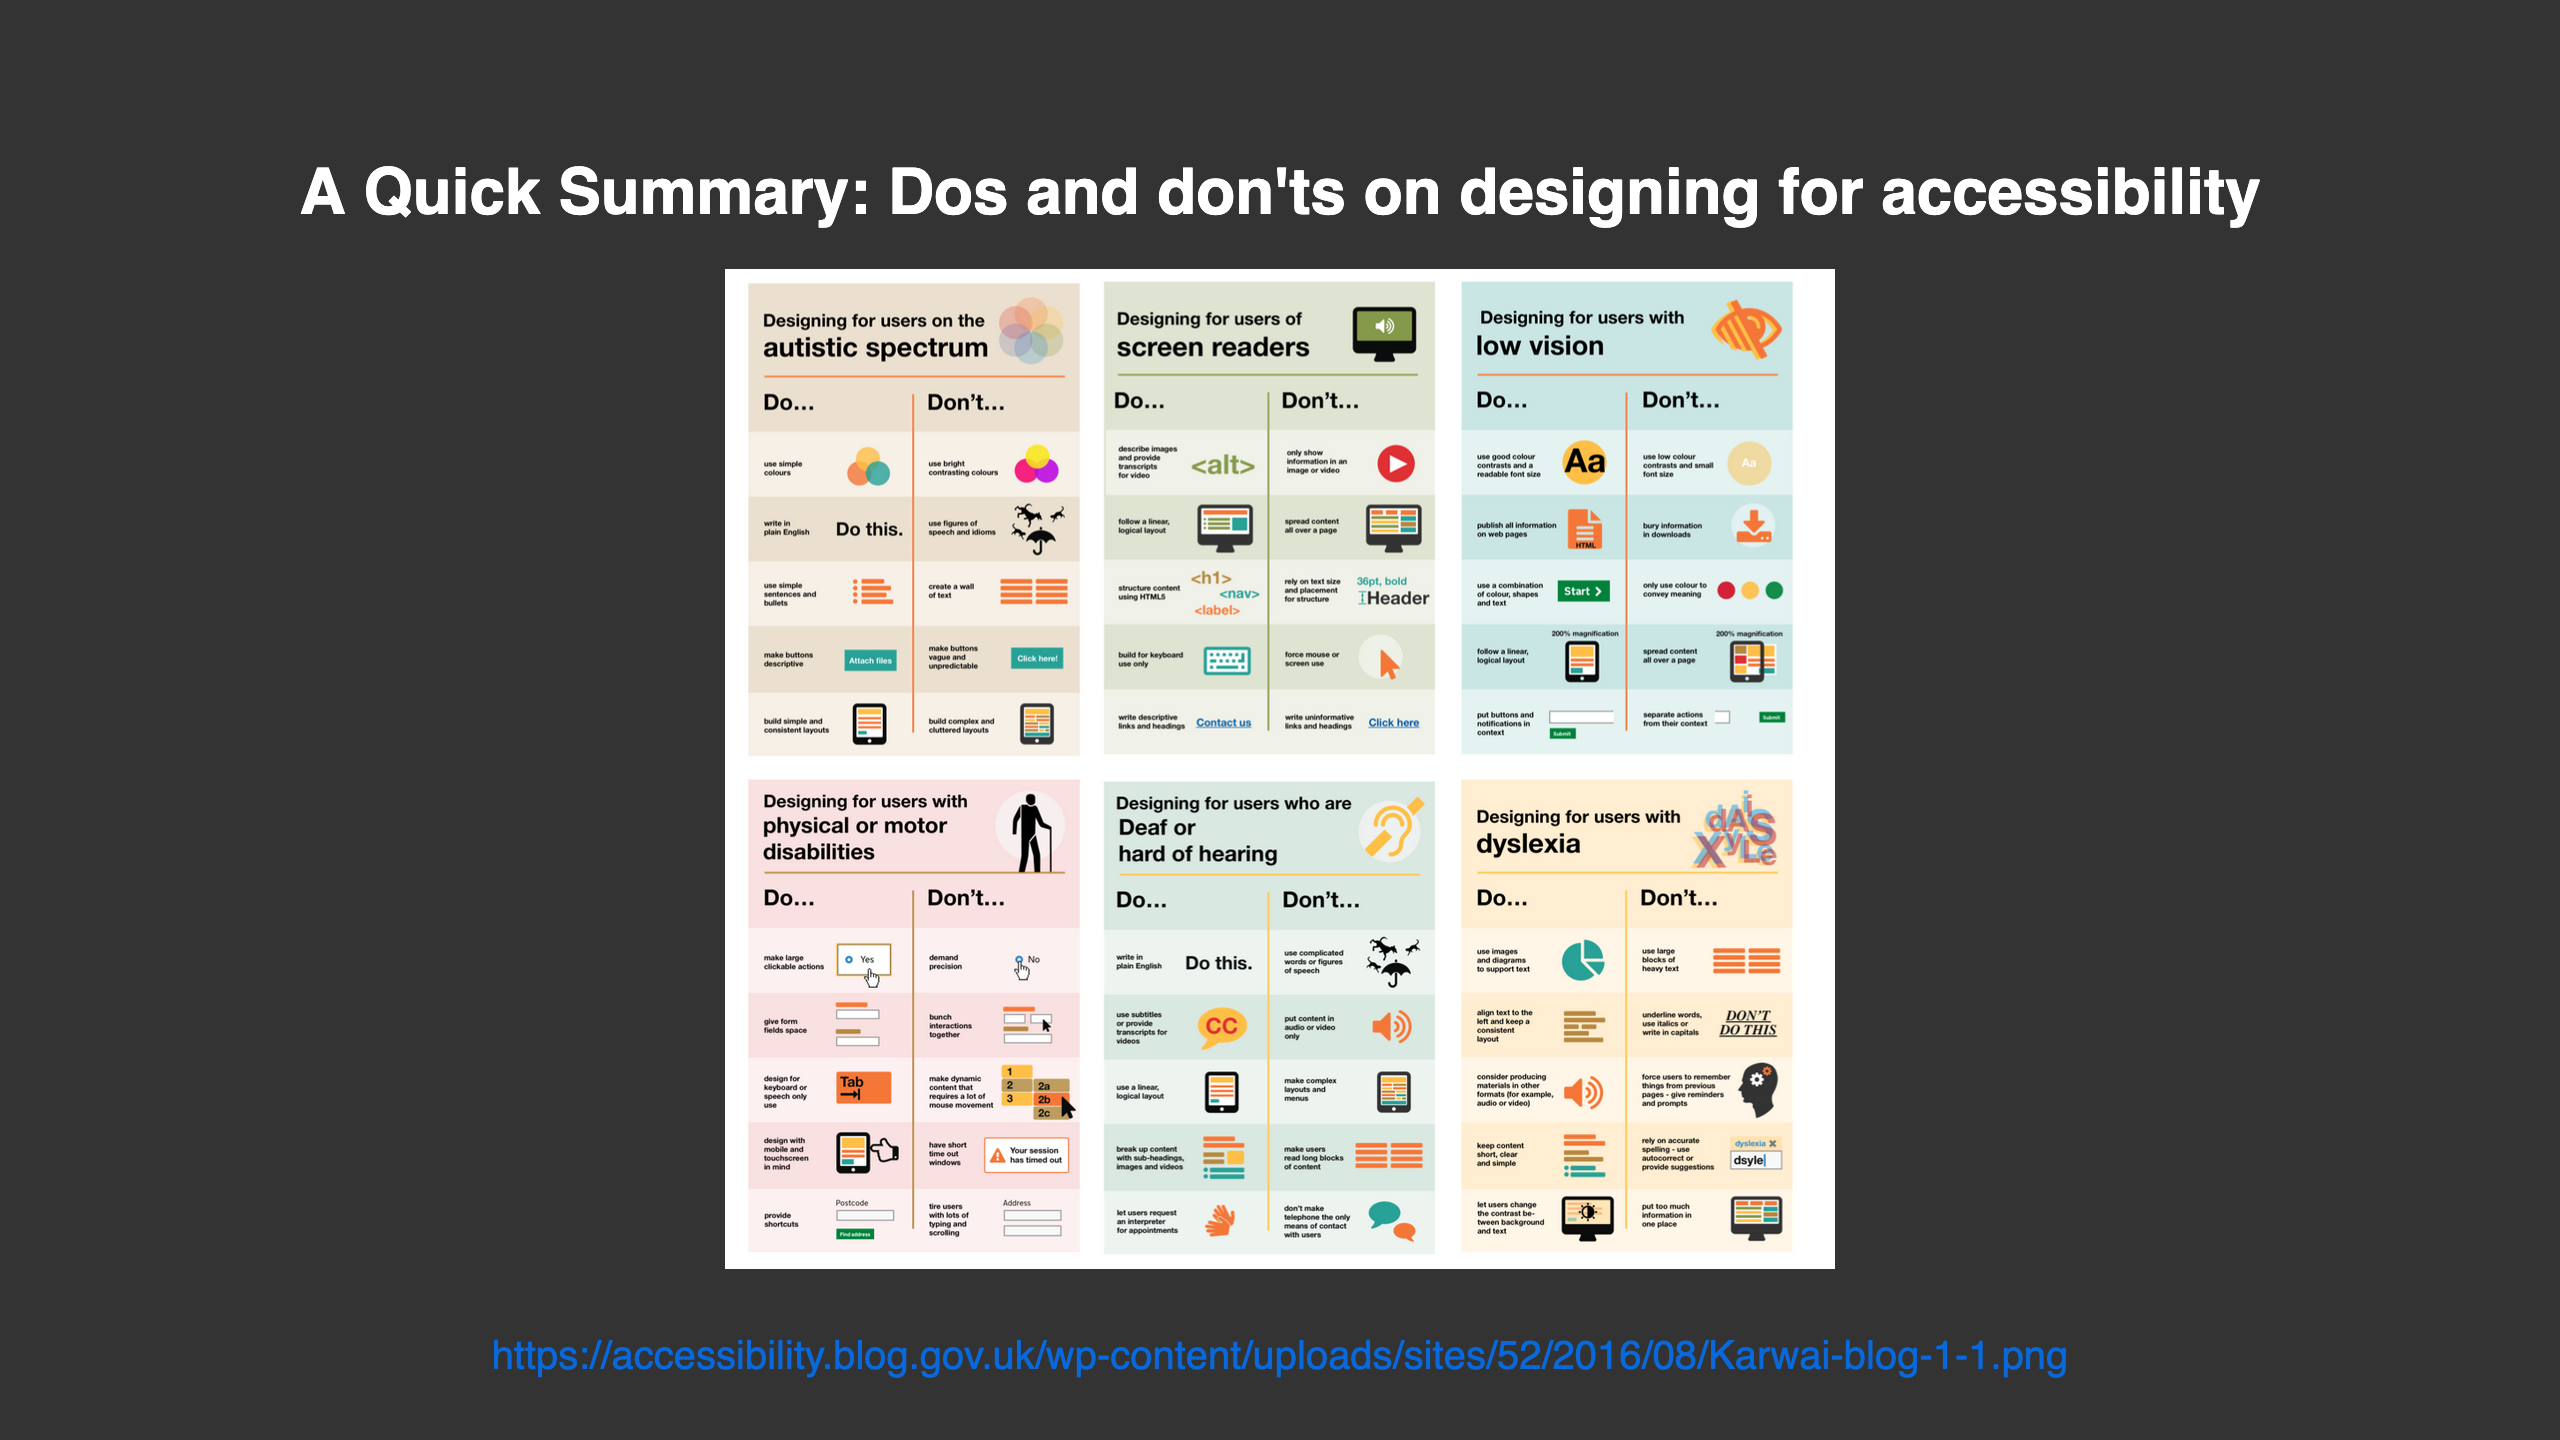 A Quick Summary: Dos and don'ts on designing for accessibility
Designing for users on the
autistic spectrum
Do...
Don't...
use simple
colours
use bright
contrasting colours
write in
plain English
Do this.
use figures of
speech and idioms
use simple
sentences and
bullets
create a wall
of text
make buttons
descriptive
Attach files
make buttons
vague and
unpredictable
Click here!
build simple and
consistent layouts
build complex and
cluttered layouts
Designing for users of
screen readers
Do...
Don't...
describe images
and provide
transcripts
for video
<alt>
only show
information in an
image or video
follow a linear,
logical layout
spread content
all over a page
structure content
using HTML5
<h1>
<nav>
<label>
rely on text size
and placement
for structure
36pt, bold
Header
build for keyboard
use only
force mouse or
screen use
write descriptive
links and headings
Contact us
write uninformative
links and headings
Click here
Designing for users with
low vision
Do...
Don't...
use good colour
contrasts and a
readable font size
Aa
use low colour
contrasts and small
font size
Aa
publish all information
on web pages
HTML
bury information
in downloads
use a combination
of colour, shapes
and text
Start
only use colour to
convey meaning
follow a linear,
logical layout
200% magnification
spread content
all over a page
200% magnification
put buttons and
notifications in
context
Submit
separate actions
from their context
Submit
Designing for users with
physical or motor
disabilities
Do...
Don't...
make large
clickable actions
Yes
demand
precision
No
give form
fields space
bunch
interactions
together
design for
keyboard or
speech only
use
Tab
make dynamic
content that
requires a lot of
mouse movement
1
2
3
2a
2b
2c
design with
mobile and
touchscreen
in mind
have short
time out
windows
Your session
has timed out
provide
shortcuts
Postcode
Find address
tire users
with lots of
typing and
scrolling
Address
Designing for users who are
Deaf or
hard of hearing
Do...
Don't...
write in
plain English
Do this.
use complicated
words or figures
of speech
use subtitles
or provide
transcripts for
videos
CC
put content in
audio or video
only
use a linear,
logical layout
make complex
layouts and
menus
break up content
with sub-headings,
images and videos
make users
read long blocks
of content
let users request
an interpreter
for appointments
don't make
telephone the only
means of contact
with users
Designing for users with
dyslexia
Do...
Don't...
use images
and diagrams
to support text
use large
blocks of
heavy text
align text to the
left and keep a
consistent
layout
underline words,
use italics or
write in capitals
DON'T
DO THIS
consider producing
materials in other
formats (for example,
audio or video)
force users to remember
things from previous
pages - give reminders
and prompts
keep content
short, clear
and simple
rely on accurate
spelling - use
autocorrect or
provide suggestions
dyslexia
dsyle
let users change
the contrast be-
tween background
and text
put too much
information in
one place
https://accessibility.blog.gov.uk/wp-content/uploads/sites/52/2016/08/Karwai-blog-1-1.png